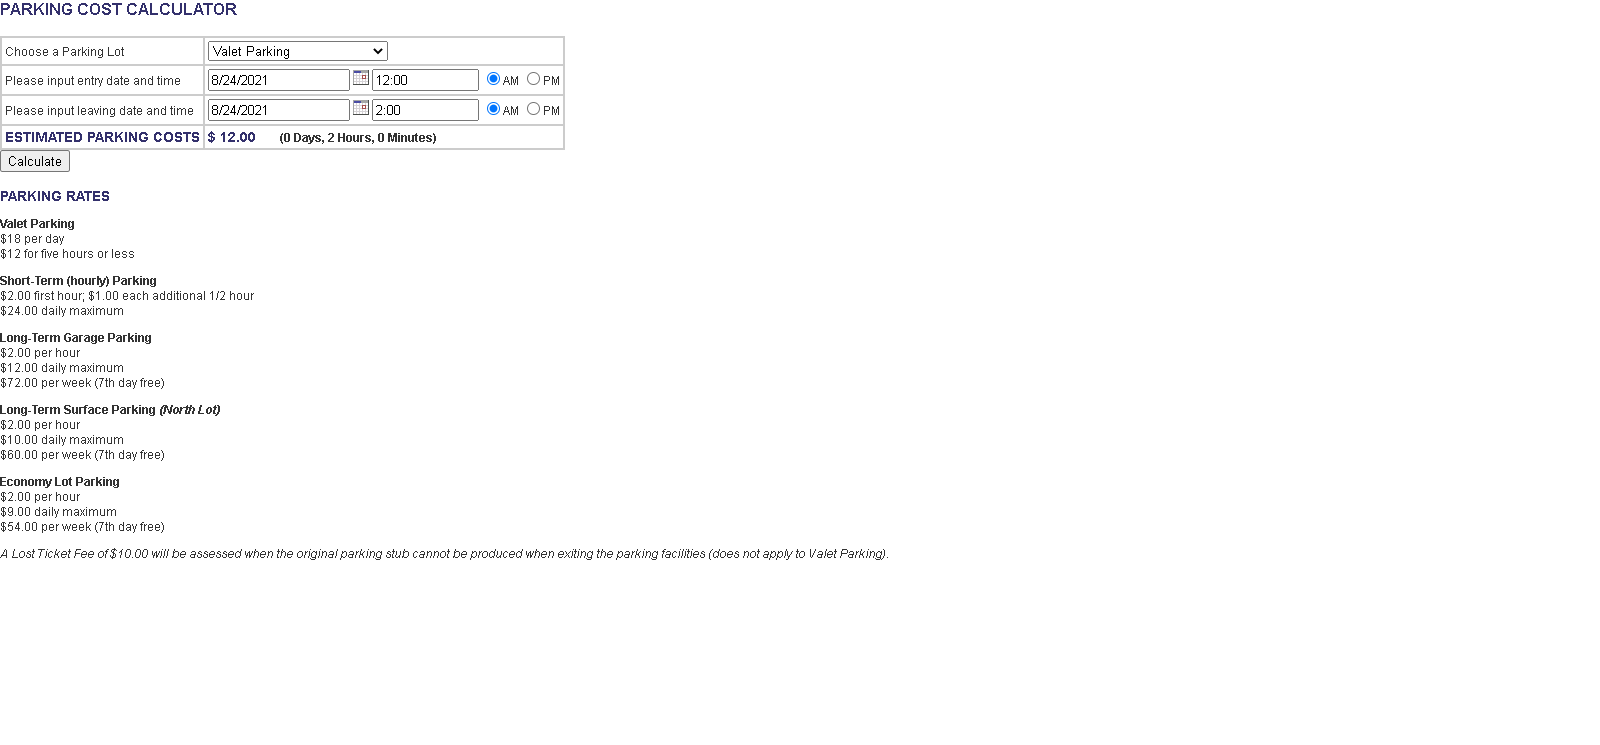 PARKING COST CALCULATOR
Choose a Parking Lot Valet Parking
Please input entry date and time 8/24/2021 12:00 AM PM
Please input leaving date and time 8/24/2021 2:00 AM PM
ESTIMATED PARKING COSTS $ 12.00 (0 Days, 2 Hours, 0 Minutes)
Calculate
PARKING RATES
Valet Parking
$18 per day
$12 for five hours or less
Short-Term (hourly) Parking
$2.00 first hour; $1.00 each additional 1/2 hour
$24.00 daily maximum
Long-Term Garage Parking
$2.00 per hour
$12.00 daily maximum
$72.00 per week (7th day free)
Long-Term Surface Parking (North Lot)
$2.00 per hour
$10.00 daily maximum
$60.00 per week (7th day free)
Economy Lot Parking
$2.00 per hour
$9.00 daily maximum
$54.00 per week (7th day free)
A Lost Ticket Fee of $10.00 will be assessed when the original parking stub cannot be produced when exiting the parking facilities (does not apply to Valet Parking).